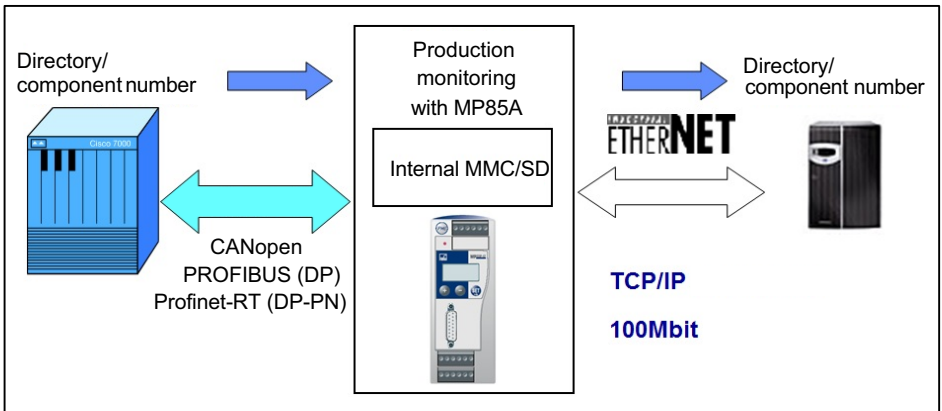 Directory/
component number
Cisco 7000
CANopen
PROFIBUS (DP)
Profinet-RT (DP-PN)
Production
monitoring
with MP85A
Internal MMC/SD
INDUSTRIAL
ETHERNET
TCP/IP
100Mbit
Directory/
component number